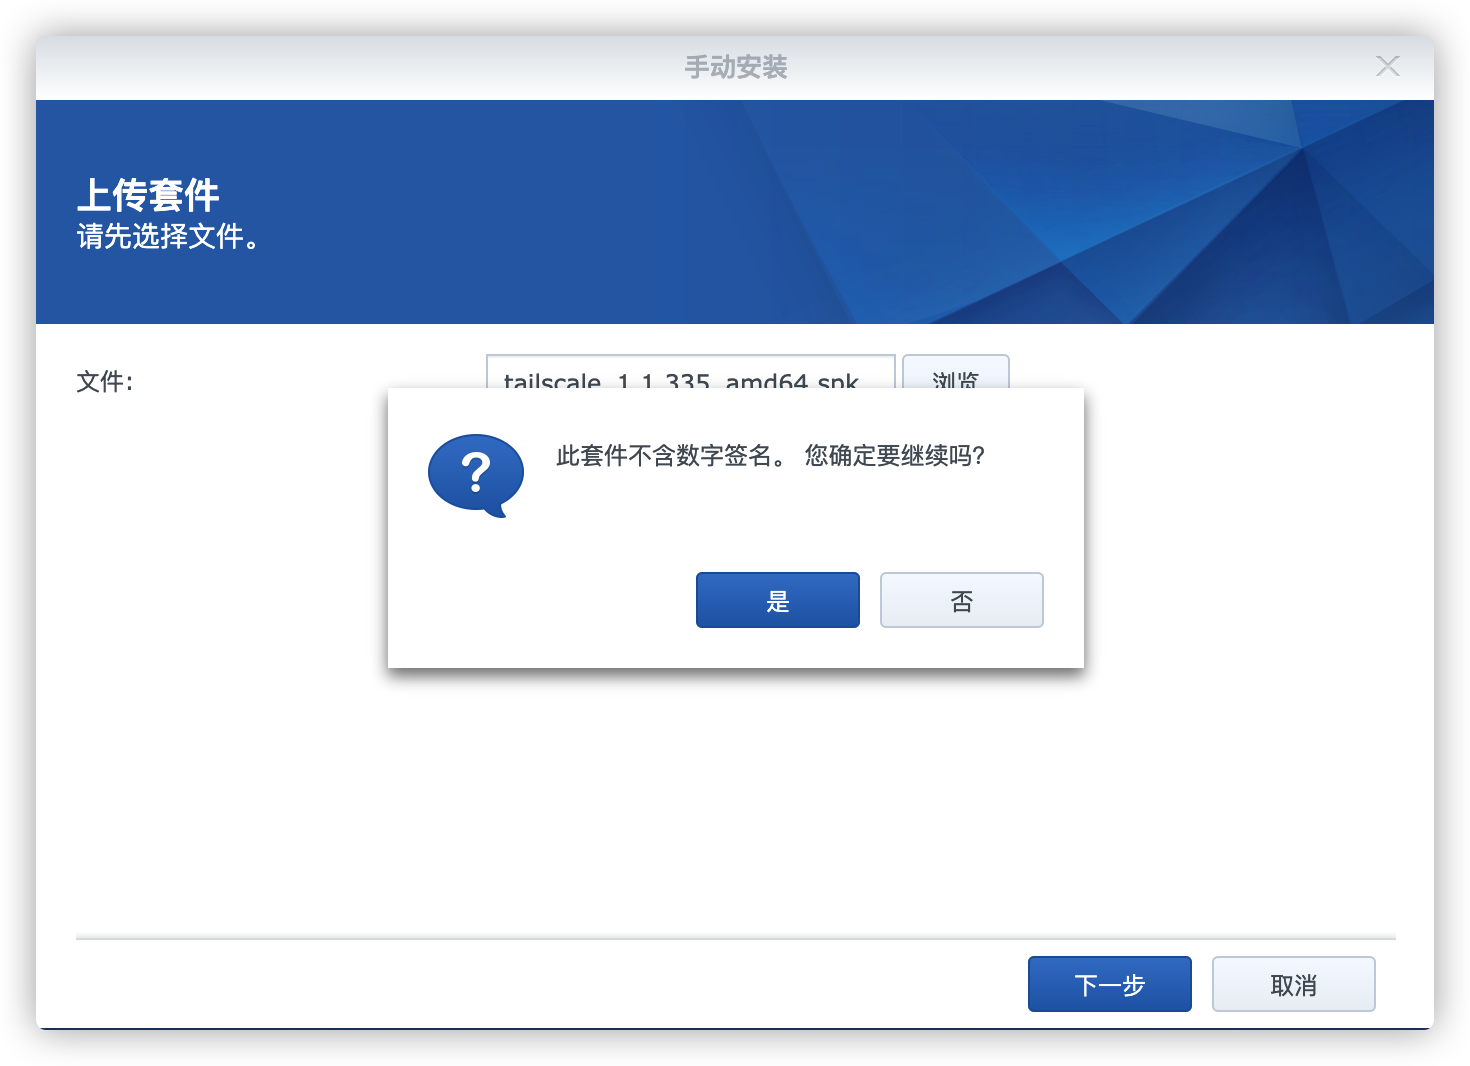 手动安装
上传套件
请先选择文件。
文件:
tailscale_1.1.335_amd64.spk
浏览
此套件不含数字签名。 您确定要继续吗?
是
否
下一步
取消